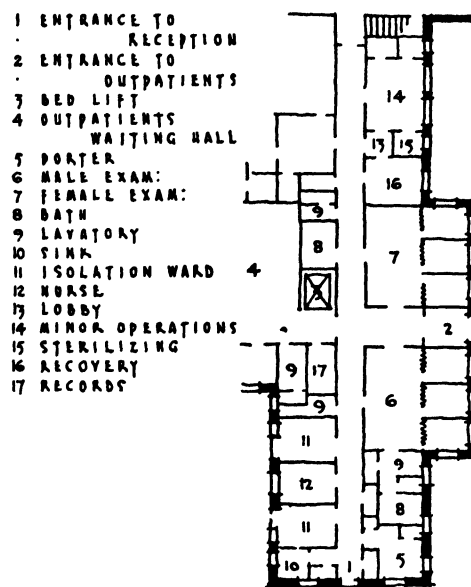 1 ENTRANCE TO
RECEPTION
2 ENTRANCE TO
OUTPATIENTS
3 BED LIFT
4 OUTPATIENTS
WAITING HALL
5 PORTER
6 MALE EXAM:
7 FEMALE EXAM:
8 BATH
9 LAVATORY
10 SINK
11 ISOLATION WARD
12 NURSE
13 LOBBY
14 MINOR OPERATIONS
15 STERILIZING
16 RECOVERY
17 RECORDS
14
13 15
16
9
8 7
4
2
9 17
9 6
11
9
12
8
11
5
10 1